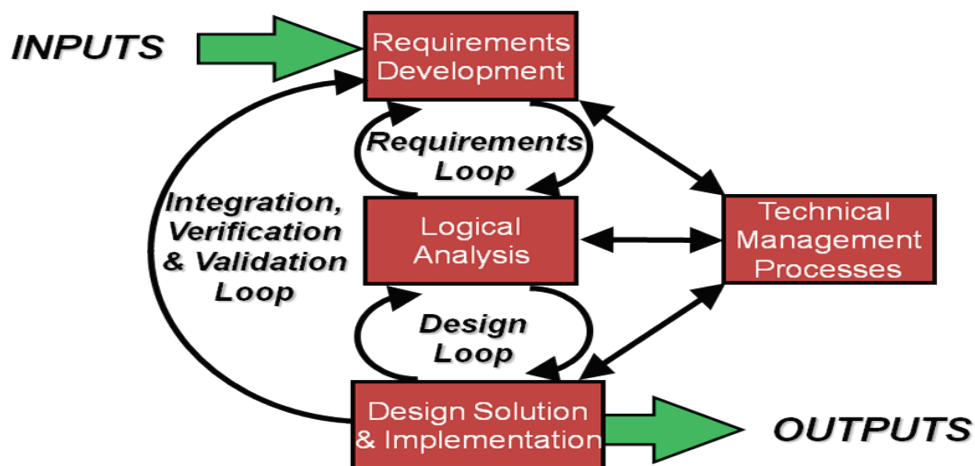 INPUTS
Requirements
Development
Requirements
Loop
Integration,
Verification
& Validation
Loop
Logical
Analysis
Technical
Management
Processes
Design
Loop
Design Solution
& Implementation
OUTPUTS